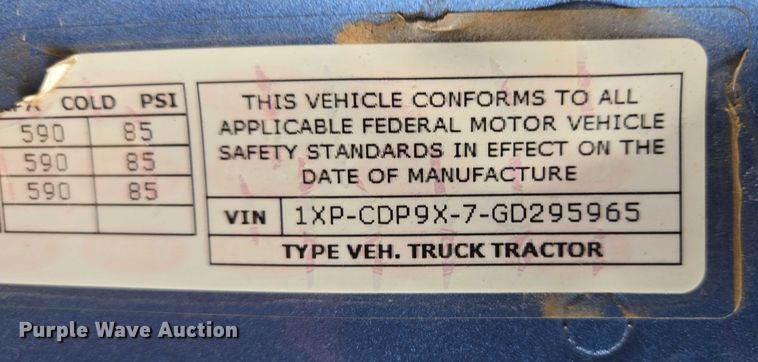 COLD PSI
590 85
590 85
590 85
THIS VEHICLE CONFORMS TO ALL
APPLICABLE FEDERAL MOTOR VEHICLE
SAFETY STANDARDS IN EFFECT ON THE
DATE OF MANUFACTURE
VIN 1XP-CDP9X-7-GD295965
TYPE VEH. TRUCK TRACTOR
Purple Wave Auction